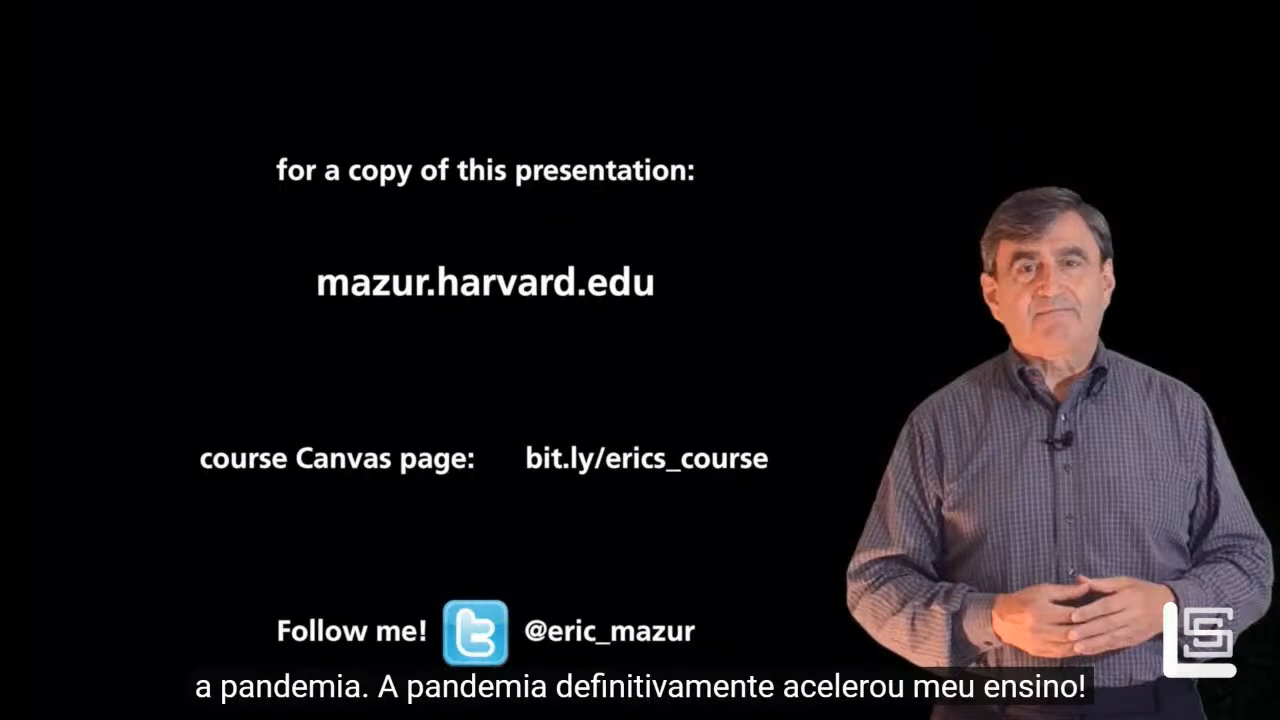 for a copy of this presentation:
mazur.harvard.edu
course Canvas page: bit.ly/erics_course
Follow me! @eric_mazur
a pandemia. A pandemia definitivamente acelerou meu ensino!